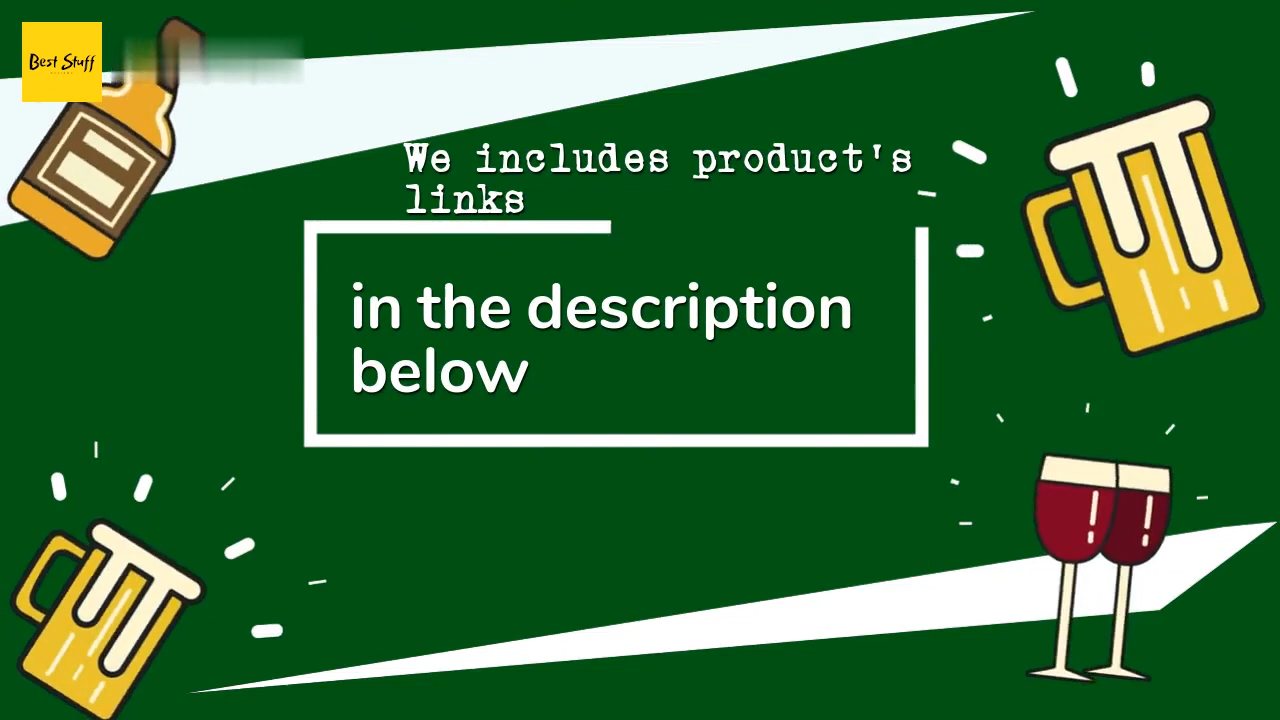 Best Stuff
We includes product's
links
in the description
below